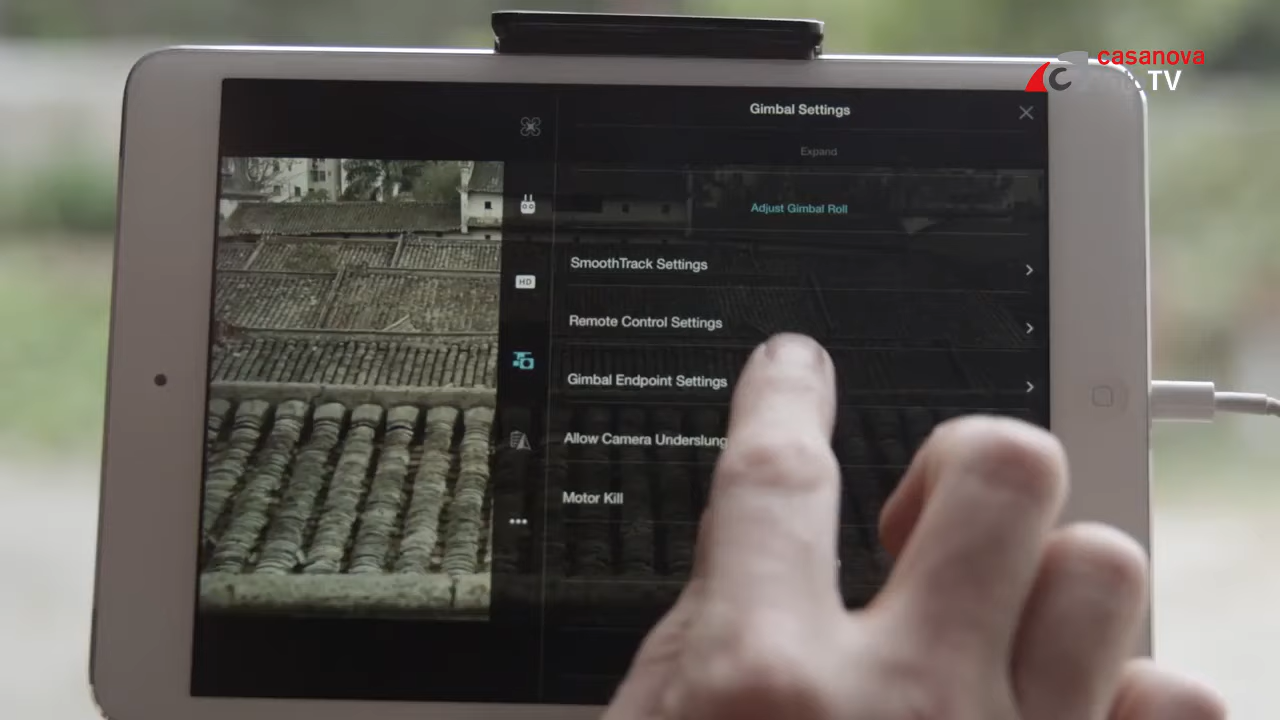 casanova
TV
Gimbal Settings
Expand
Adjust Gimbal Roll
SmoothTrack Settings
Remote Control Settings
HD
Gimbal Endpoint Settings
Allow Camera Underslung
Motor Kill